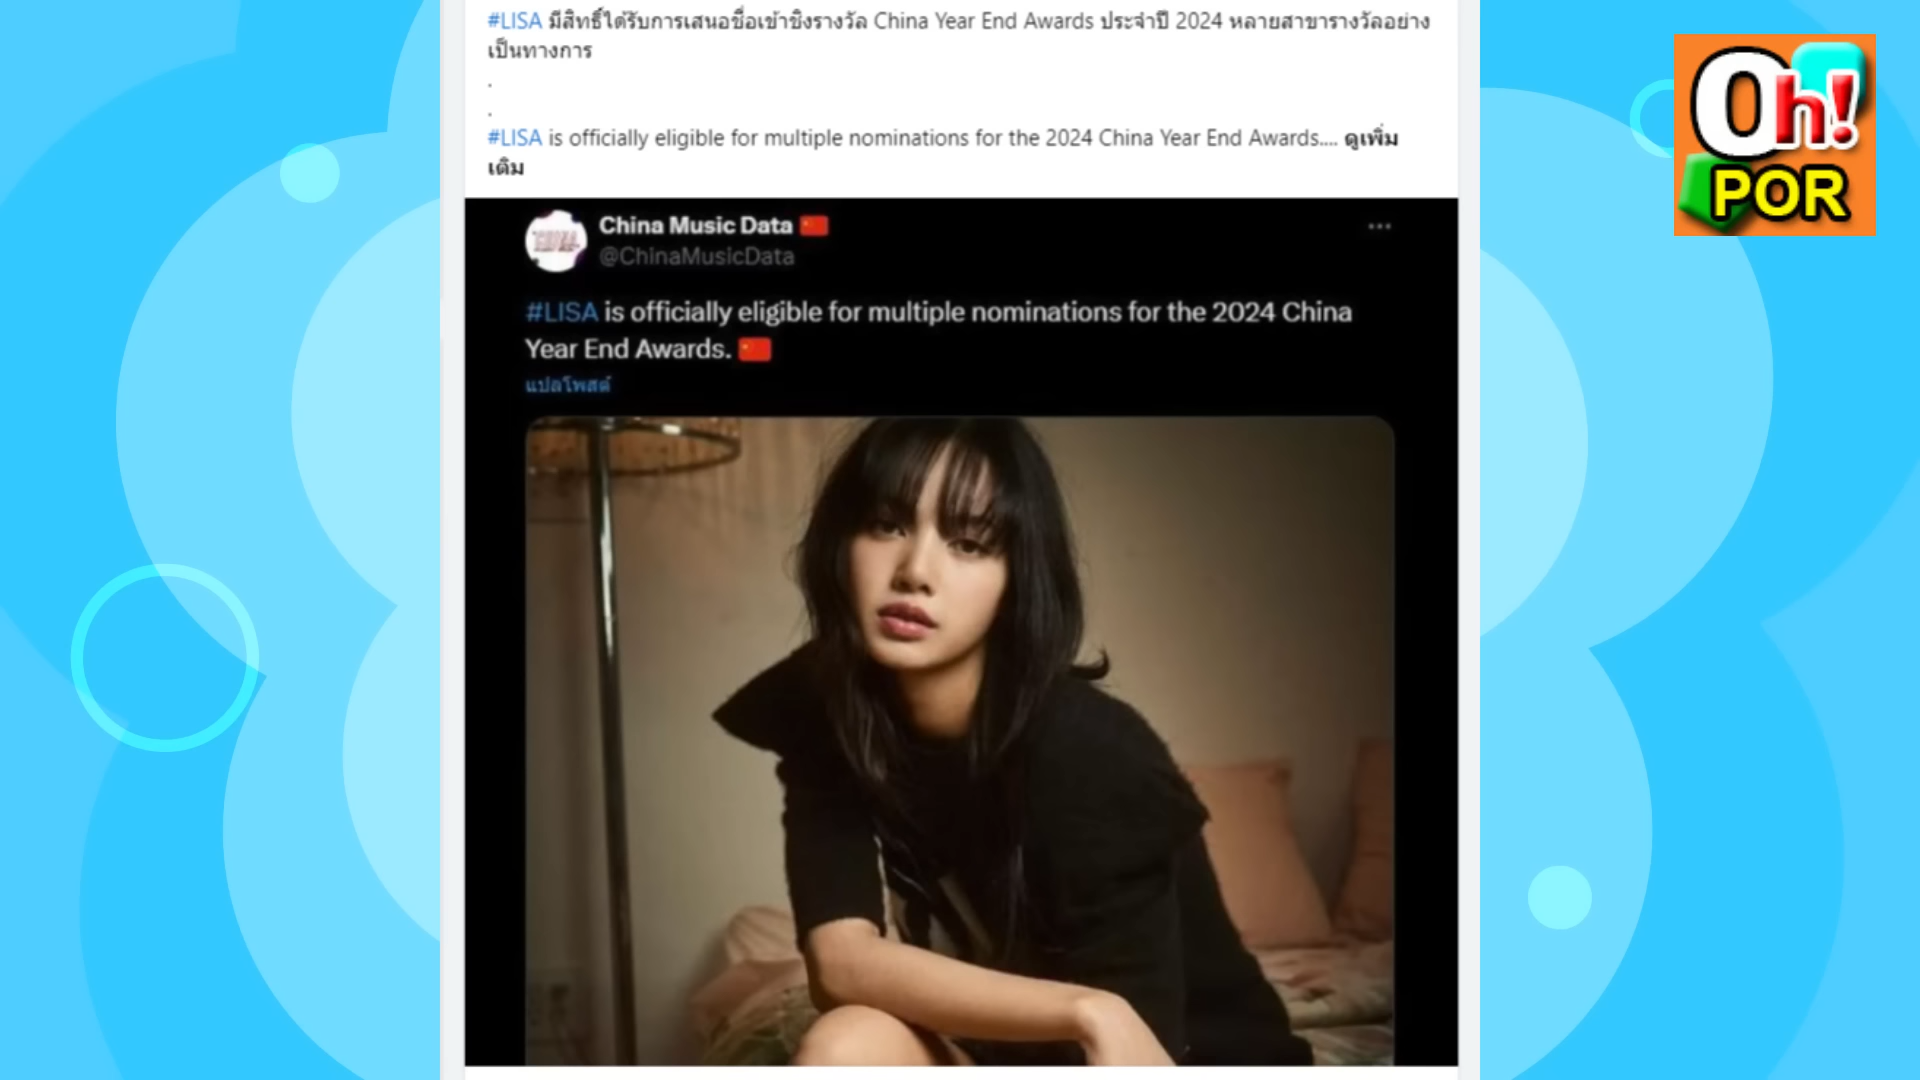 #LISA มีสิทธิ์ได้รับการเสนอชื่อเข้าชิงรางวัล China Year End Awards ประจำปี 2024 หลายสาขารางวัลอย่าง
เป็นทางการ
.
.
#LISA is officially eligible for multiple nominations for the 2024 China Year End Awards.... ดูเพิ่ม
เติม
Oh!
POR
China Music Data
@ChinaMusicData
#LISA is officially eligible for multiple nominations for the 2024 China
Year End Awards.
แปลโพสต์